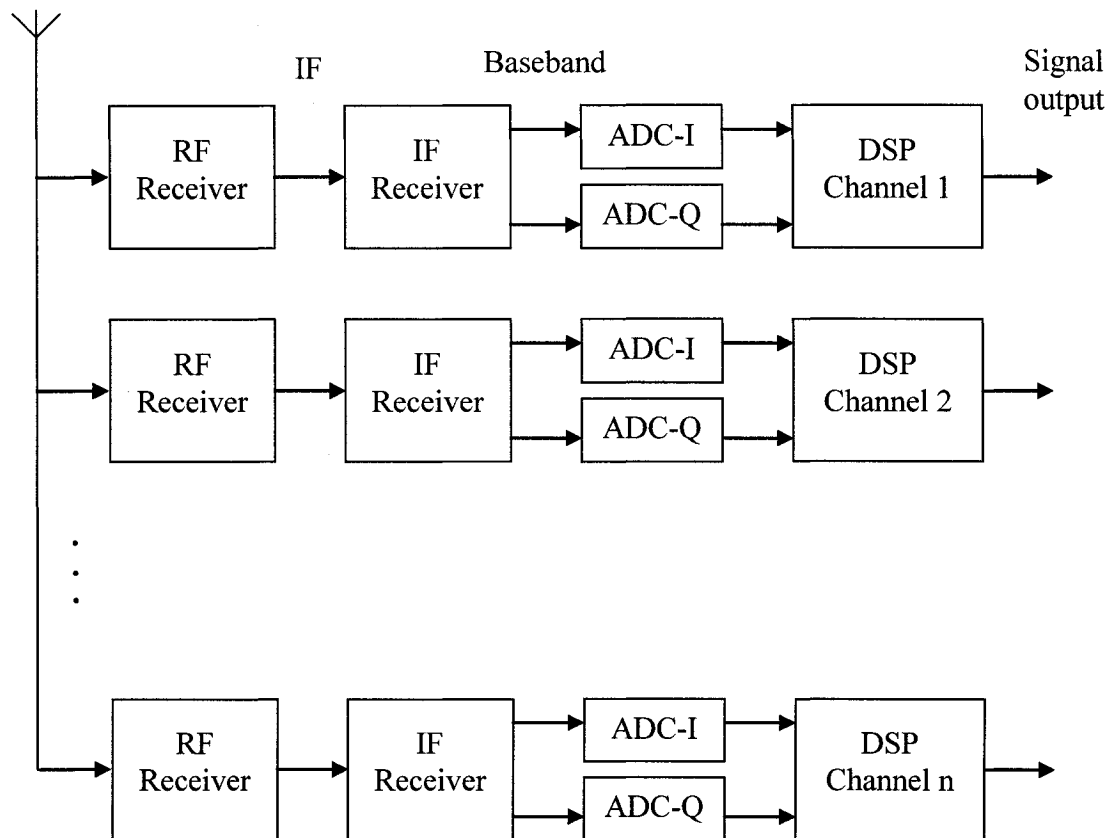 IF
Baseband
Signal
output
RF
Receiver
IF
Receiver
ADC-I
ADC-Q
DSP
Channel 1
RF
Receiver
IF
Receiver
ADC-I
ADC-Q
DSP
Channel 2
RF
Receiver
IF
Receiver
ADC-I
ADC-Q
DSP
Channel n